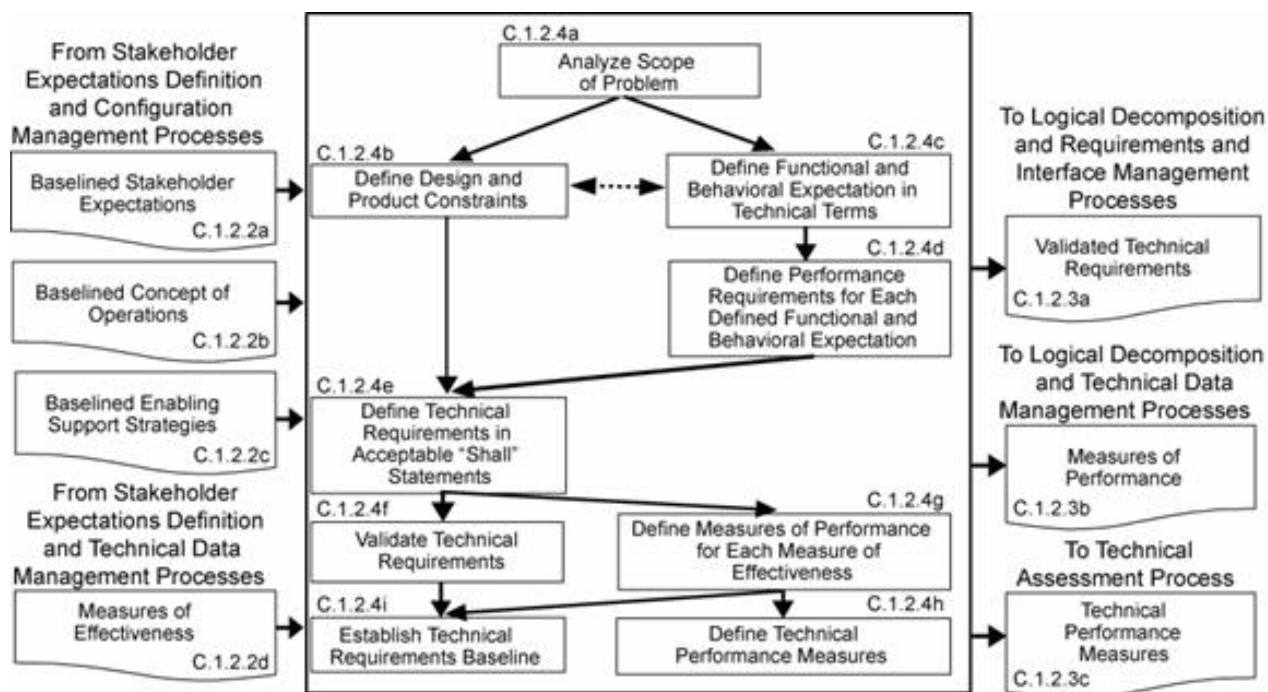 From Stakeholder
Expectations Definition
and Configuration
Management Processes
Baselined Stakeholder
Expectations
C.1.2.2a
Baselined Concept of
Operations
C.1.2.2b
Baselined Enabling
Support Strategies
C.1.2.2c
From Stakeholder
Expectations Definition
and Technical Data
Management Processes
Measures of
Effectiveness
C.1.2.2d
C.1.2.4a
Analyze Scope
of Problem
C.1.2.4b
Define Design and
Product Constraints
C.1.2.4c
Define Functional and
Behavioral Expectation in
Technical Terms
C.1.2.4d
Define Performance
Requirements for Each
Defined Functional and
Behavioral Expectation
C.1.2.4e
Define Technical
Requirements in
Acceptable “Shall”
Statements
C.1.2.4f
Validate Technical
Requirements
C.1.2.4g
Define Measures of Performance
for Each Measure of
Effectiveness
C.1.2.4i
Establish Technical
Requirements Baseline
C.1.2.4h
Define Technical
Performance Measures
To Logical Decomposition
and Requirements and
Interface Management
Processes
Validated Technical
Requirements
C.1.2.3a
To Logical Decomposition
and Technical Data
Management Processes
Measures of
Performance
C.1.2.3b
To Technical
Assessment Process
Technical
Performance
Measures
C.1.2.3c